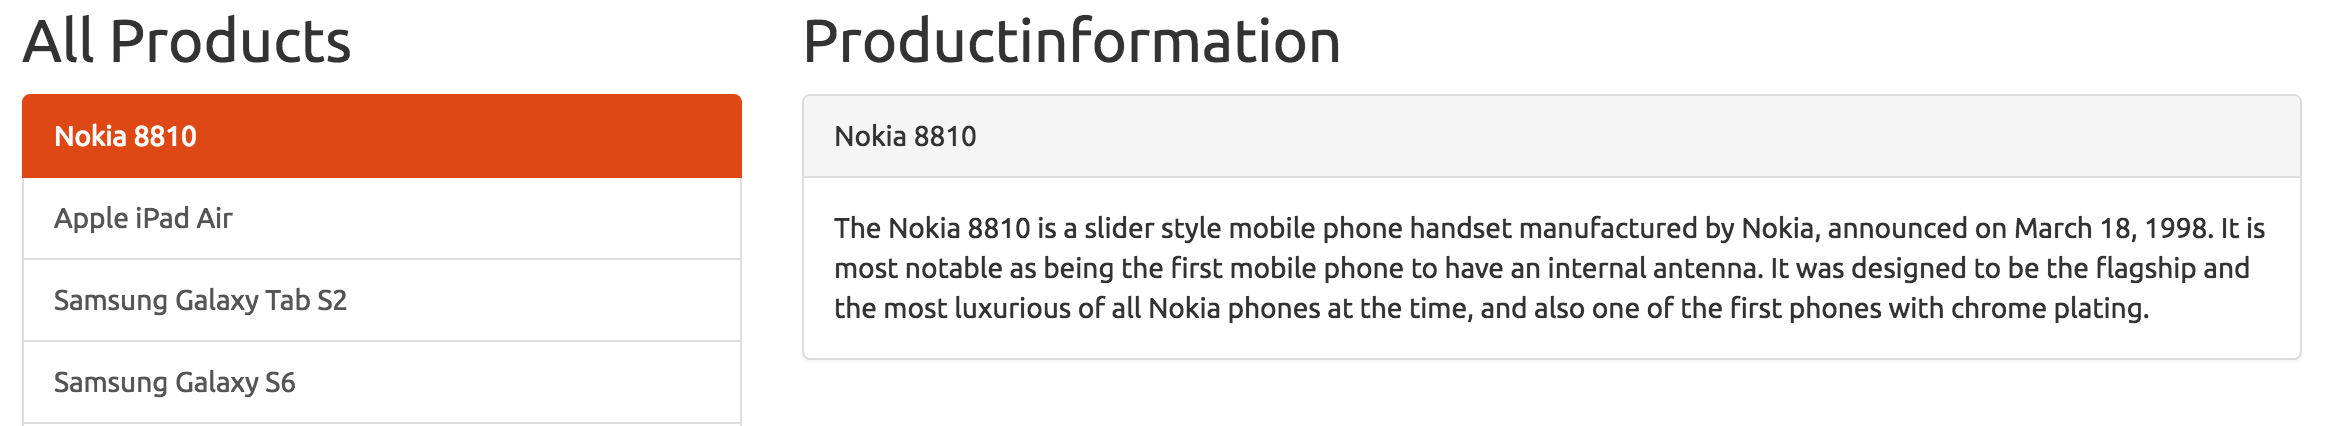 All Products
Nokia 8810
Apple iPad Air
Samsung Galaxy Tab S2
Samsung Galaxy S6
Productinformation
Nokia 8810
The Nokia 8810 is a slider style mobile phone handset manufactured by Nokia, announced on March 18, 1998. It is
most notable as being the first mobile phone to have an internal antenna. It was designed to be the flagship and
the most luxurious of all Nokia phones at the time, and also one of the first phones with chrome plating.